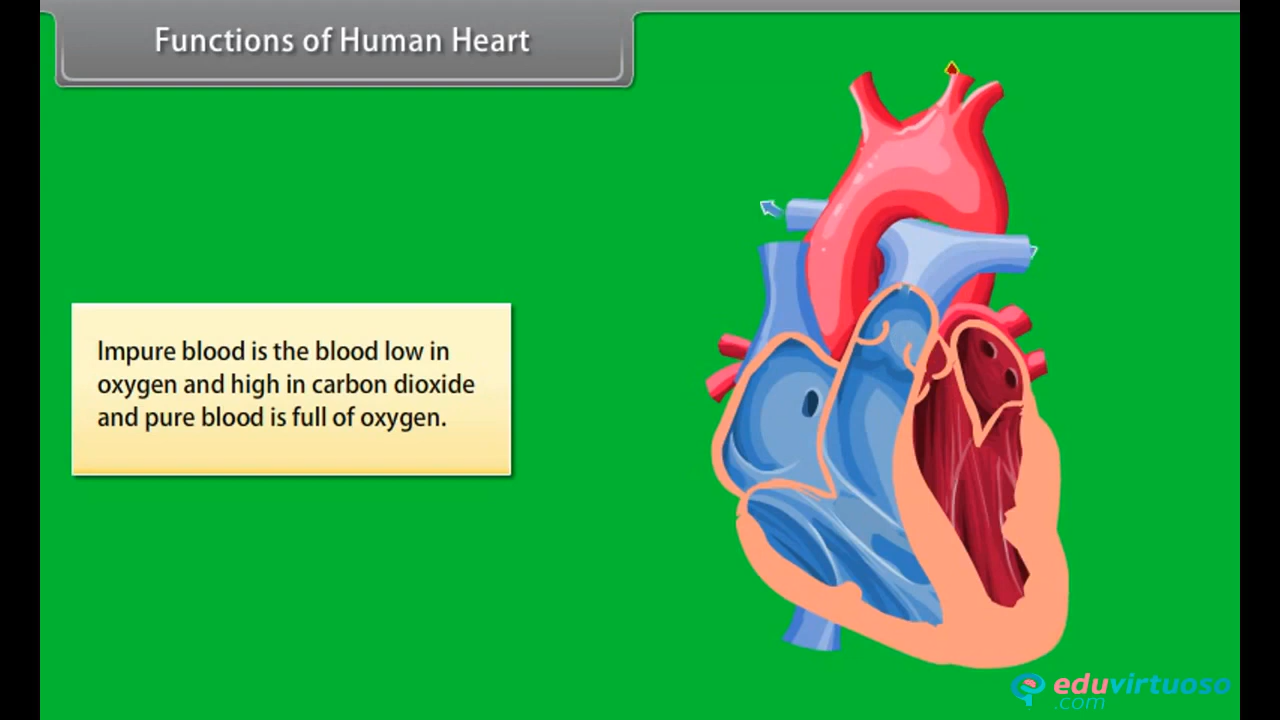 Functions of Human Heart
Impure blood is the blood low in
oxygen and high in carbon dioxide
and pure blood is full of oxygen.
eduvirtuoso
.com